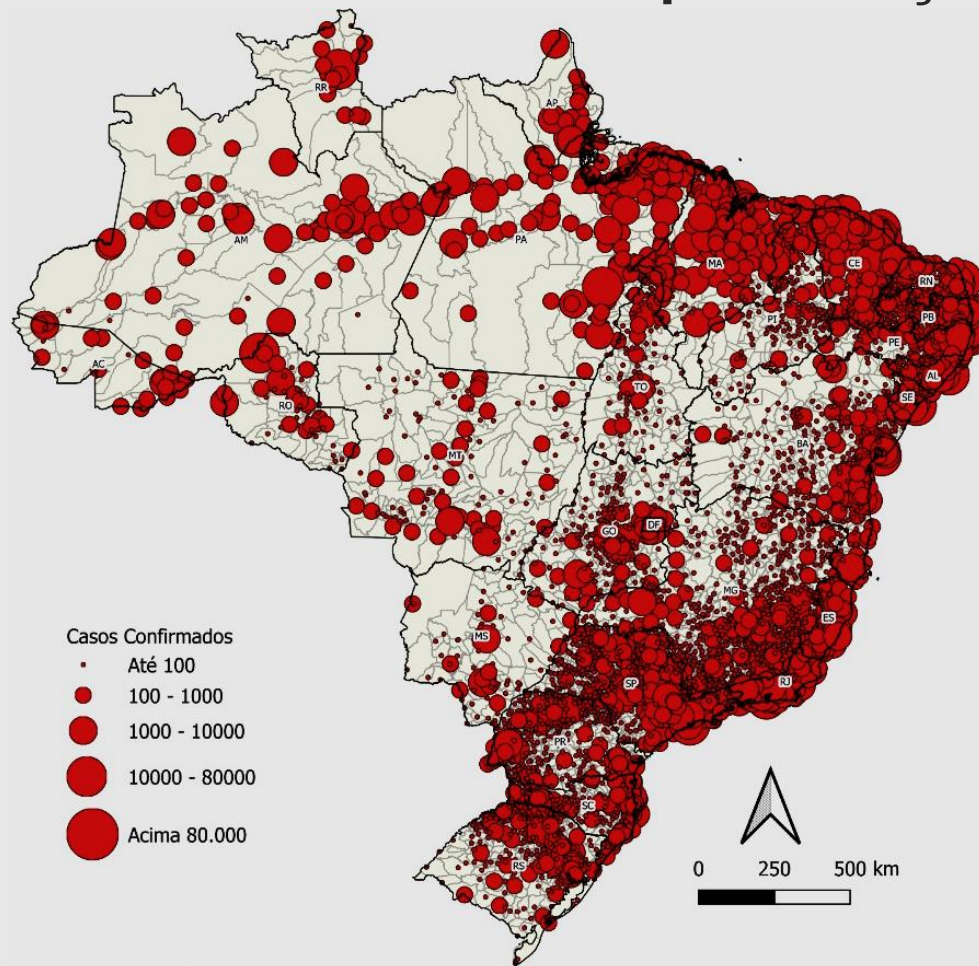 RR
AP
AM
PA
MA
CE
RN
PB
PI
PE
AL
SE
AC
TO
RO
BA
MT
GO
DF
MG
ES
MS
SP
RJ
PR
SC
RS
Casos Confirmados
Até 100
100 - 1000
1000 - 10000
10000 - 80000
Acima 80.000
0 250 500 km